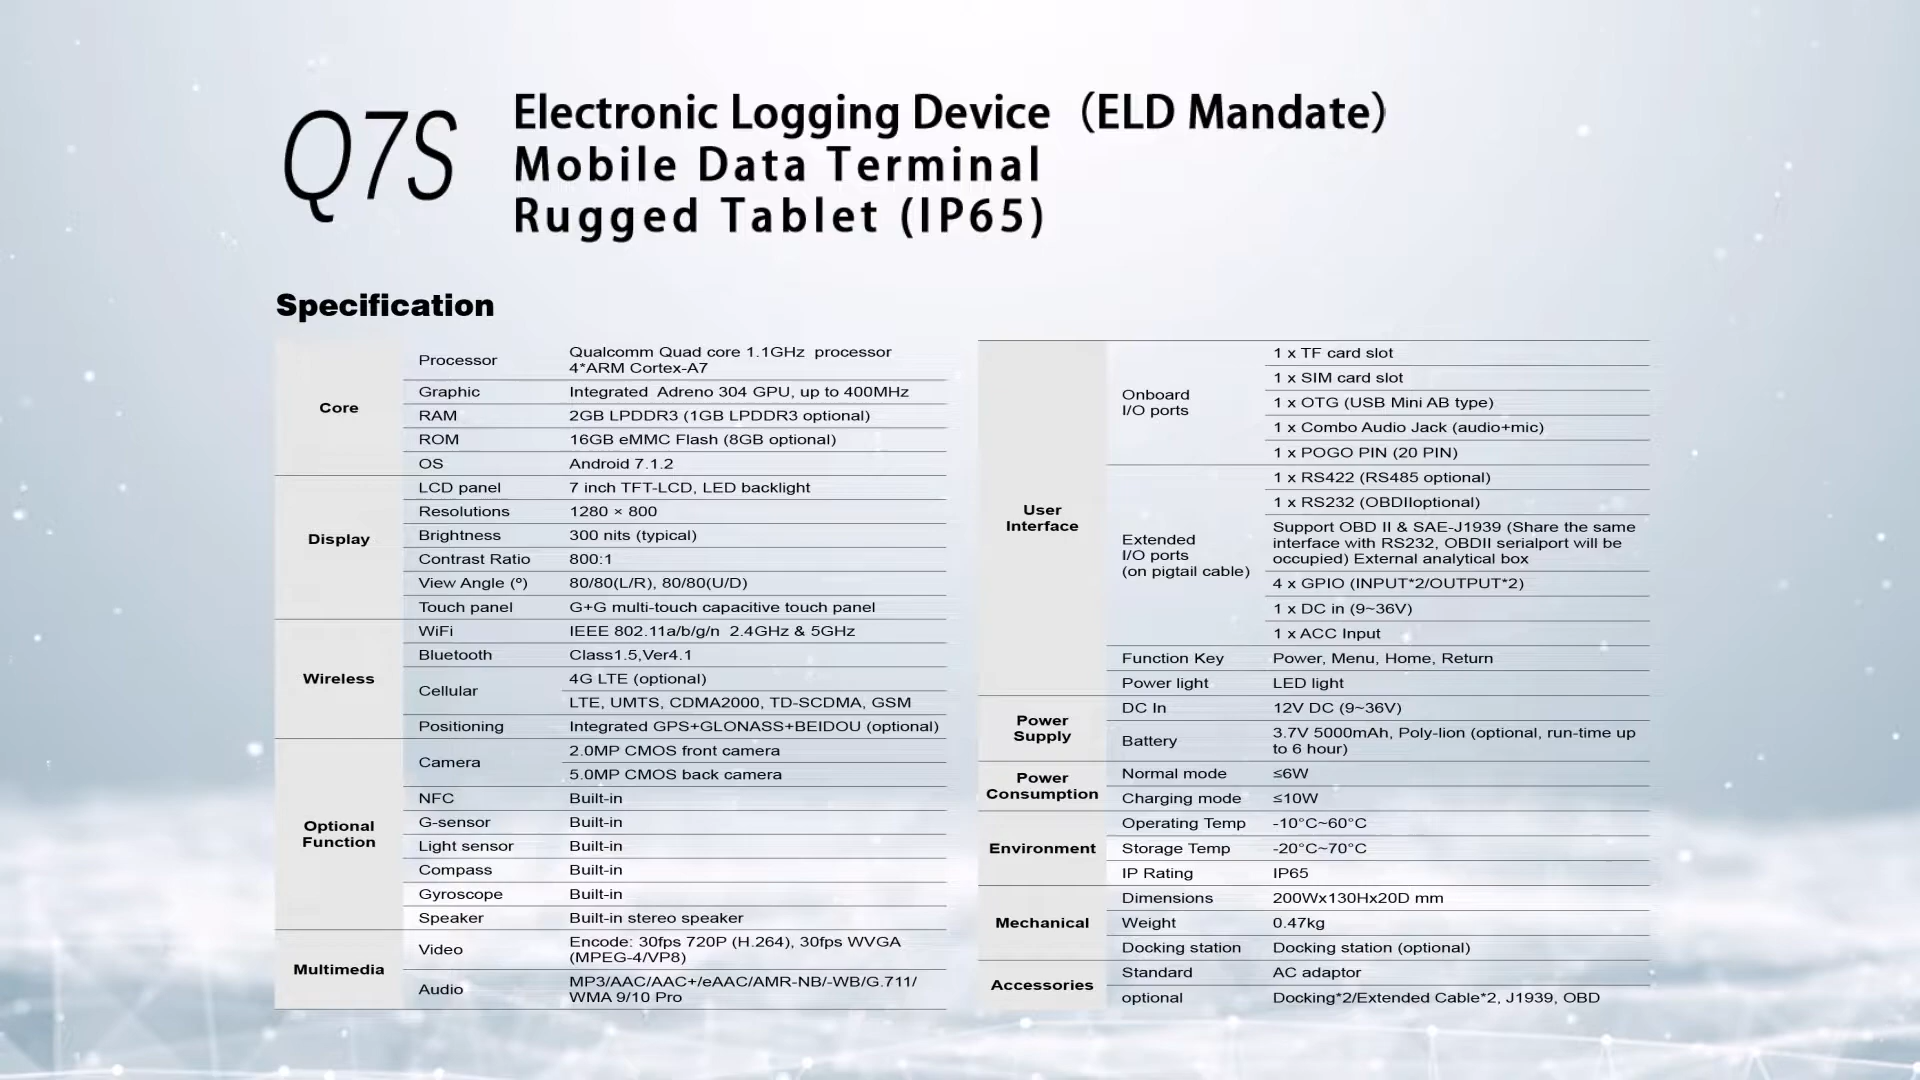 Q7S
Electronic Logging Device（ELD Mandate）
Mobile Data Terminal
Rugged Tablet (IP65)
Specification
Core
Processor
Qualcomm Quad core 1.1GHz processor
4*ARM Cortex-A7
Graphic
Integrated Adreno 304 GPU, up to 400MHz
RAM
2GB LPDDR3 (1GB LPDDR3 optional)
ROM
16GB eMMC Flash (8GB optional)
OS
Android 7.1.2
Display
LCD panel
7 inch TFT-LCD, LED backlight
Resolutions
1280 × 800
Brightness
300 nits (typical)
Contrast Ratio
800:1
View Angle (º)
80/80(L/R), 80/80(U/D)
Touch panel
G+G multi-touch capacitive touch panel
Wireless
WiFi
IEEE 802.11a/b/g/n 2.4GHz & 5GHz
Bluetooth
Class1.5,Ver4.1
Cellular
4G LTE (optional)
LTE, UMTS, CDMA2000, TD-SCDMA, GSM
Positioning
Integrated GPS+GLONASS+BEIDOU (optional)
Optional
Function
Camera
2.0MP CMOS front camera
5.0MP CMOS back camera
NFC
Built-in
G-sensor
Built-in
Light sensor
Built-in
Compass
Built-in
Gyroscope
Built-in
Speaker
Built-in stereo speaker
Multimedia
Video
Encode: 30fps 720P (H.264), 30fps WVGA
(MPEG-4/VP8)
Audio
MP3/AAC/AAC+/eAAC/AMR-NB/-WB/G.711/
WMA 9/10 Pro
User
Interface
Onboard
I/O ports
1 x TF card slot
1 x SIM card slot
1 x OTG (USB Mini AB type)
1 x Combo Audio Jack (audio+mic)
1 x POGO PIN (20 PIN)
Extended
I/O ports
(on pigtail cable)
1 x RS422 (RS485 optional)
1 x RS232 (OBDIIoptional)
Support OBD II & SAE-J1939 (Share the same
interface with RS232, OBDII serialport will be
occupied) External analytical box
4 x GPIO (INPUT*2/OUTPUT*2)
1 x DC in (9~36V)
1 x ACC Input
Function Key
Power, Menu, Home, Return
Power light
LED light
Power
Supply
DC In
12V DC (9~36V)
Battery
3.7V 5000mAh, Poly-lion (optional, run-time up
to 6 hour)
Power
Consumption
Normal mode
≤6W
Charging mode
≤10W
Environment
Operating Temp
-10°C~60°C
Storage Temp
-20°C~70°C
IP Rating
IP65
Mechanical
Dimensions
200Wx130Hx20D mm
Weight
0.47kg
Docking station
Docking station (optional)
Accessories
Standard
AC adaptor
optional
Docking*2/Extended Cable*2, J1939, OBD